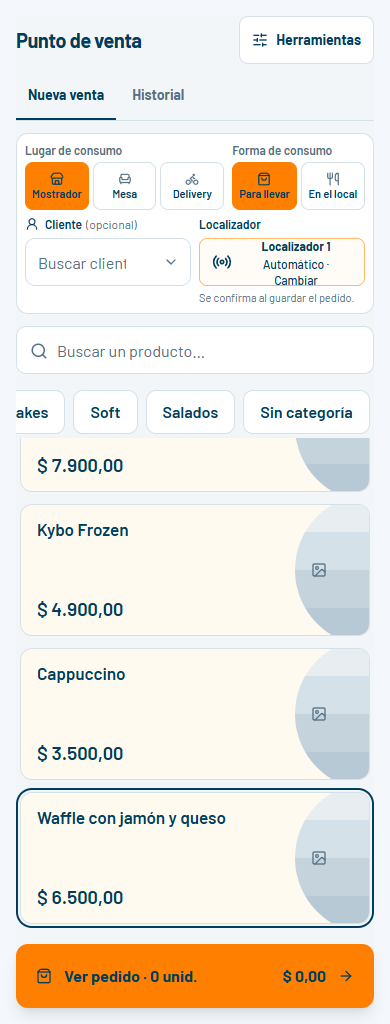 Punto de venta
Herramientas
Nueva venta
Historial
Lugar de consumo
Forma de consumo
Mostrador
Mesa
Delivery
Para llevar
En el local
Cliente (opcional)
Localizador
Buscar client
Localizador 1
Automático ·
Cambiar
Se confirma al guardar el pedido.
Buscar un producto...
akes
Soft
Salados
Sin categoría
$ 7.900,00
Kybo Frozen
$ 4.900,00
Cappuccino
$ 3.500,00
Waffle con jamón y queso
$ 6.500,00
Ver pedido · 0 unid.
$ 0,00